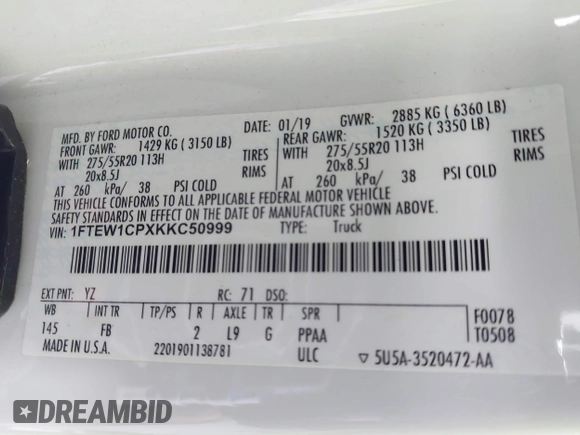 MFD. BY FORD MOTOR CO.
DATE: 01/19 GVWR: 2885 KG ( 6360 LB)
FRONT GAWR: 1429 KG ( 3150 LB) REAR GAWR: 1520 KG ( 3350 LB)
WITH 275/55R20 113H TIRES WITH 275/55R20 113H TIRES
20x8.5J RIMS 20x8.5J RIMS
AT 260 kPa/ 38 PSI COLD AT 260 kPa/ 38 PSI COLD
THIS VEHICLE CONFORMS TO ALL APPLICABLE FEDERAL MOTOR VEHICLE
SAFETY STANDARDS IN EFFECT ON THE DATE OF MANUFACTURE SHOWN ABOVE.
VIN: 1FTEW1CPXKKC50999 TYPE: Truck
EXT PNT: YZ RC: 71 DSO:
WB INT TR TP/PS R AXLE TR SPR F0078
145 FB 2 L9 G PPAA T0508
MADE IN U.S.A. 2201901138781 ULC ▽ 5U5A-3520472-AA
DREAMBID